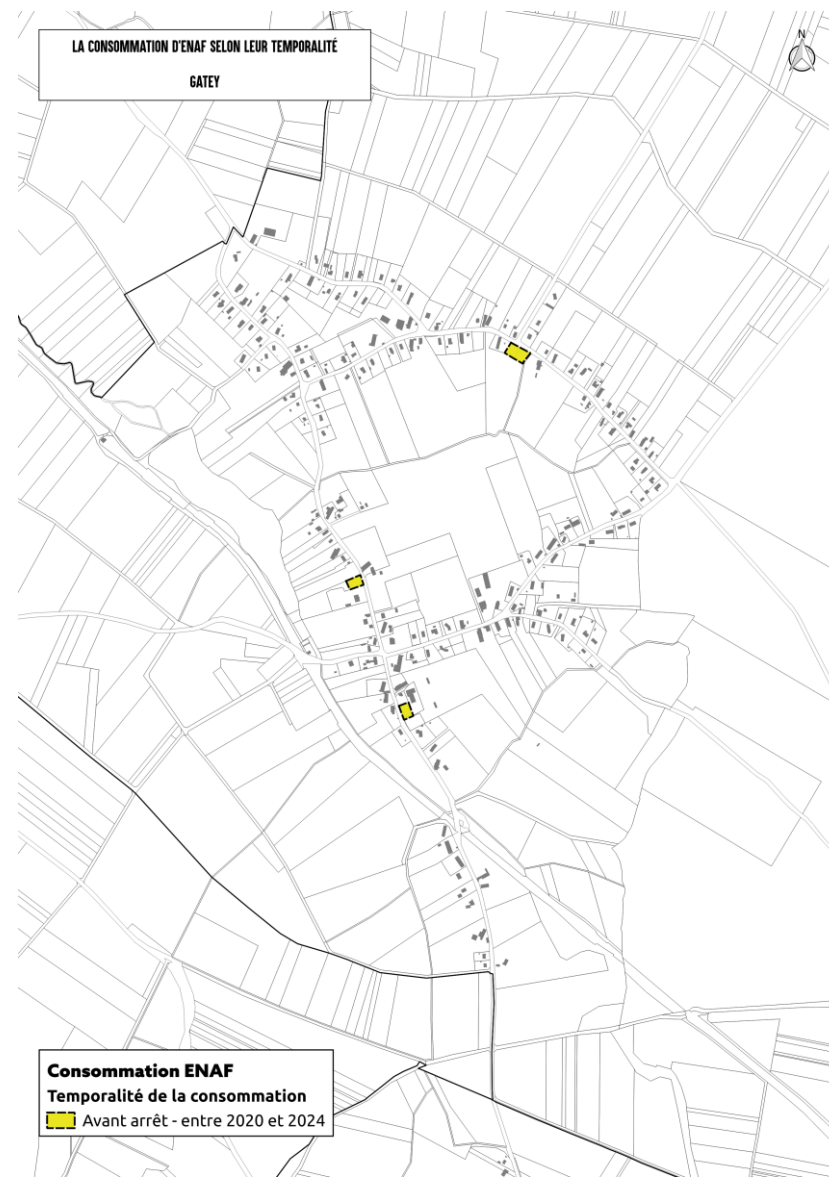 LA CONSOMMATION D'ENAF SELON LEUR TEMPORALITÉ
GATEY
N
Consommation ENAF
Temporalité de la consommation
Avant arrêt - entre 2020 et 2024